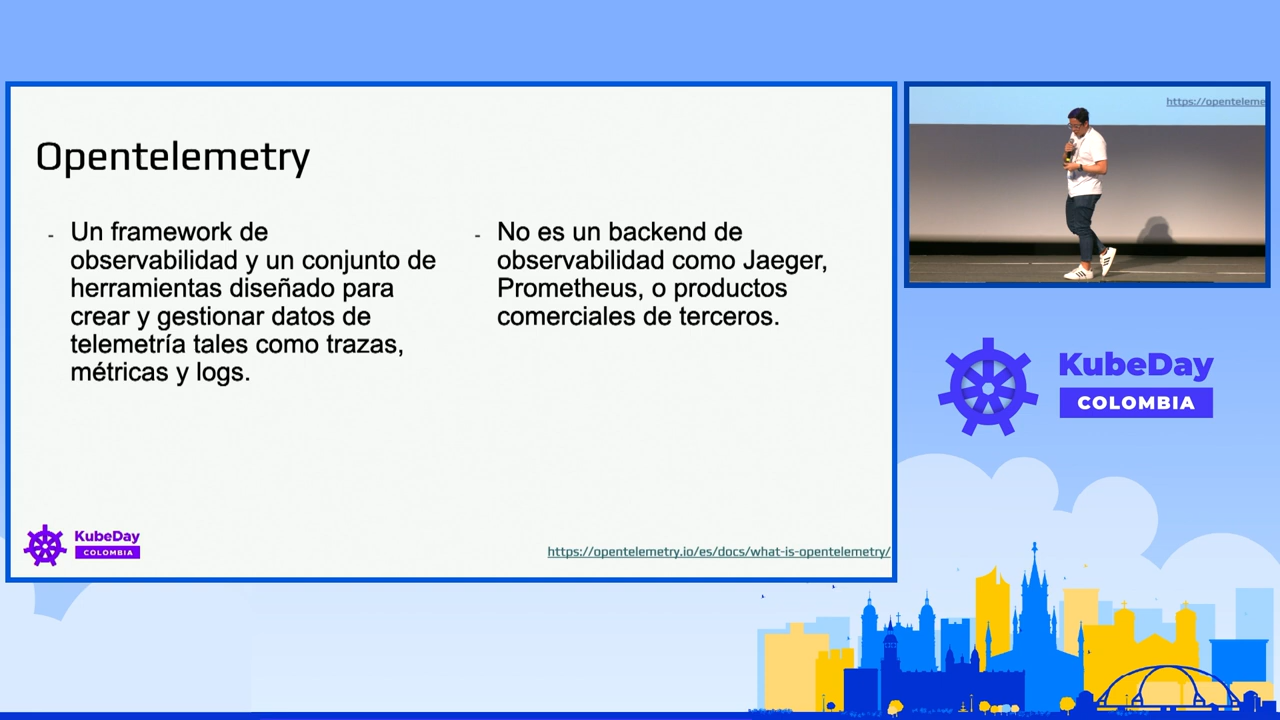 Opentelemetry
- Un framework de
observabilidad y un conjunto de
herramientas diseñado para
crear y gestionar datos de
telemetría tales como trazas,
métricas y logs.
- No es un backend de
observabilidad como Jaeger,
Prometheus, o productos
comerciales de terceros.
KubeDay
COLOMBIA
https://opentelemetry.io/es/docs/what-is-opentelemetry/
https://openteleme
KubeDay
COLOMBIA